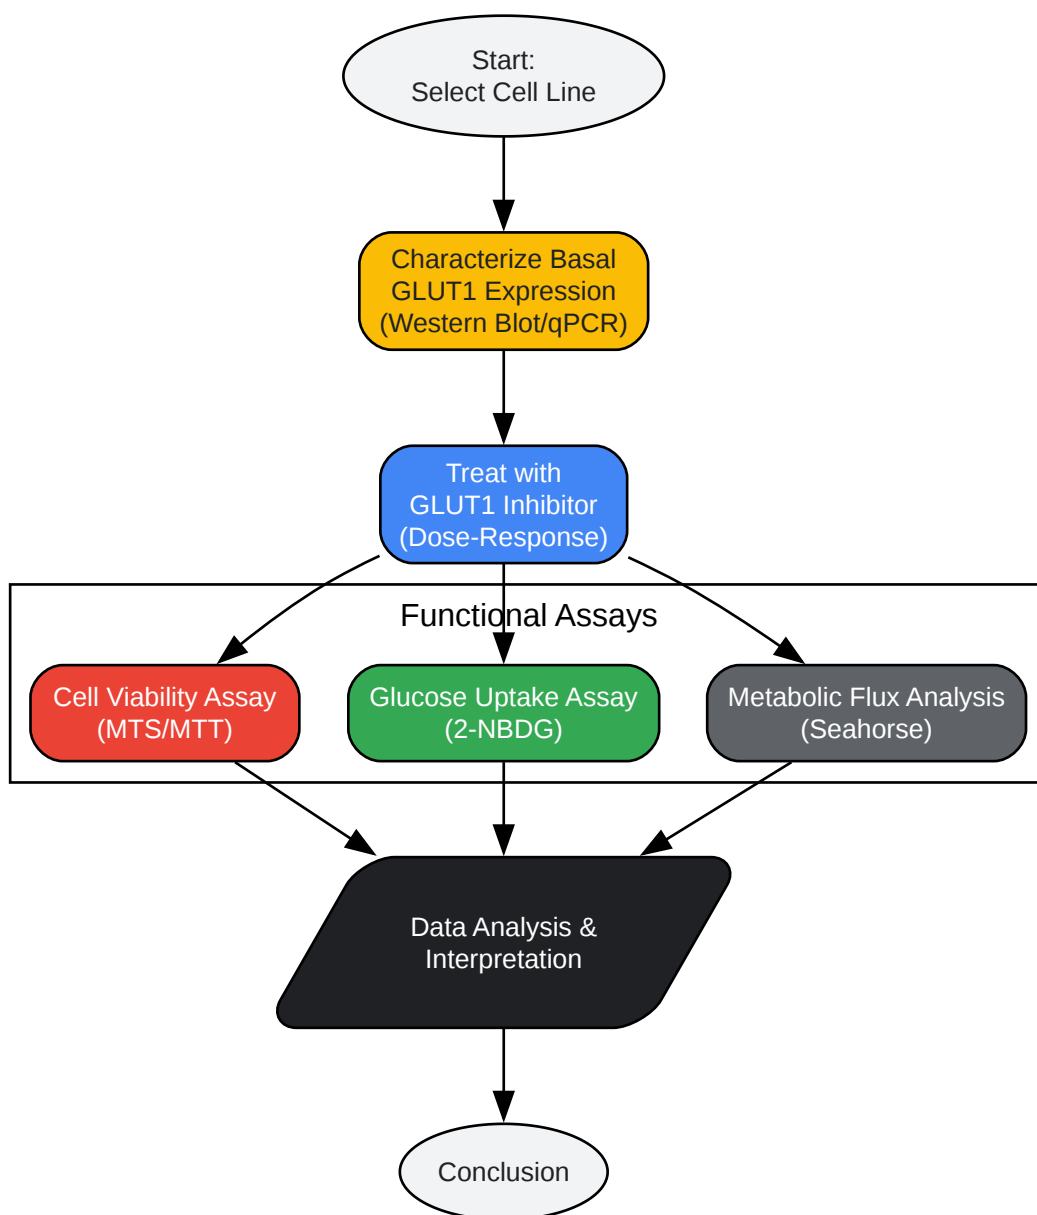 Start:
Select Cell Line
Characterize Basal
GLUT1 Expression
(Western Blot/qPCR)
Treat with
GLUT1 Inhibitor
(Dose-Response)
Functional Assays
Cell Viability Assay
(MTS/MTT)
Glucose Uptake Assay
(2-NBDG)
Metabolic Flux Analysis
(Seahorse)
Data Analysis &
Interpretation
Conclusion